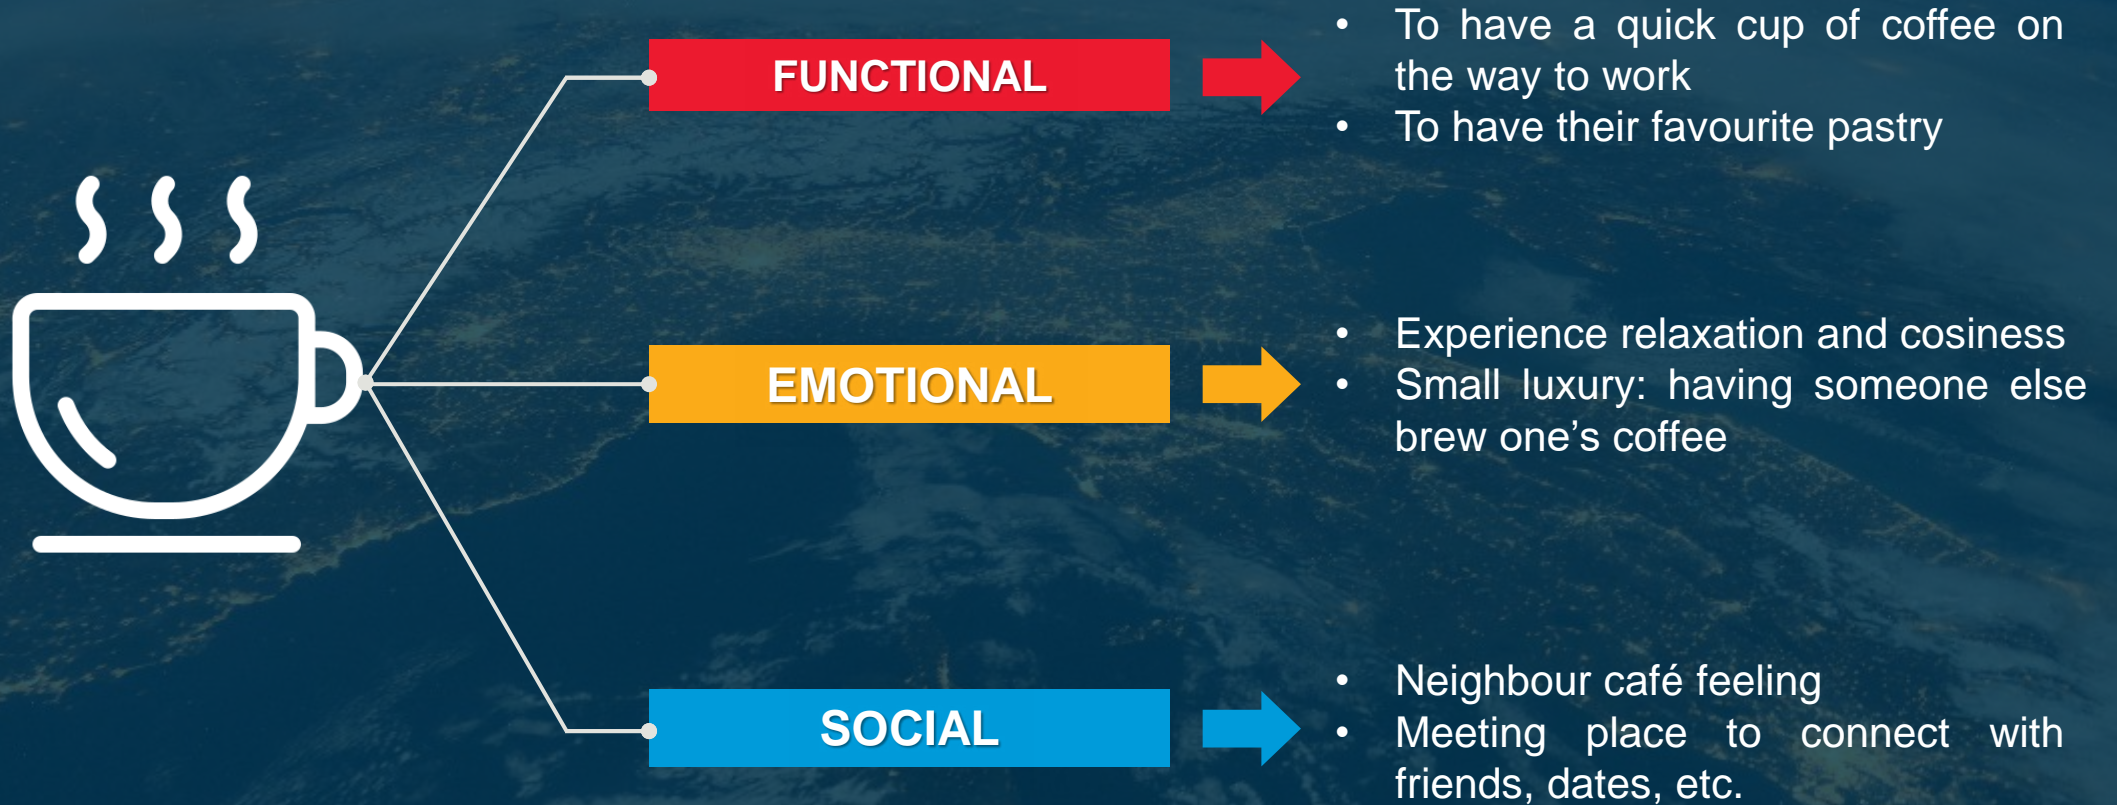 FUNCTIONAL
• To have a quick cup of coffee on
the way to work
• To have their favourite pastry
EMOTIONAL
• Experience relaxation and cosiness
• Small luxury: having someone else
brew one’s coffee
SOCIAL
• Neighbour café feeling
• Meeting place to connect with
friends, dates, etc.